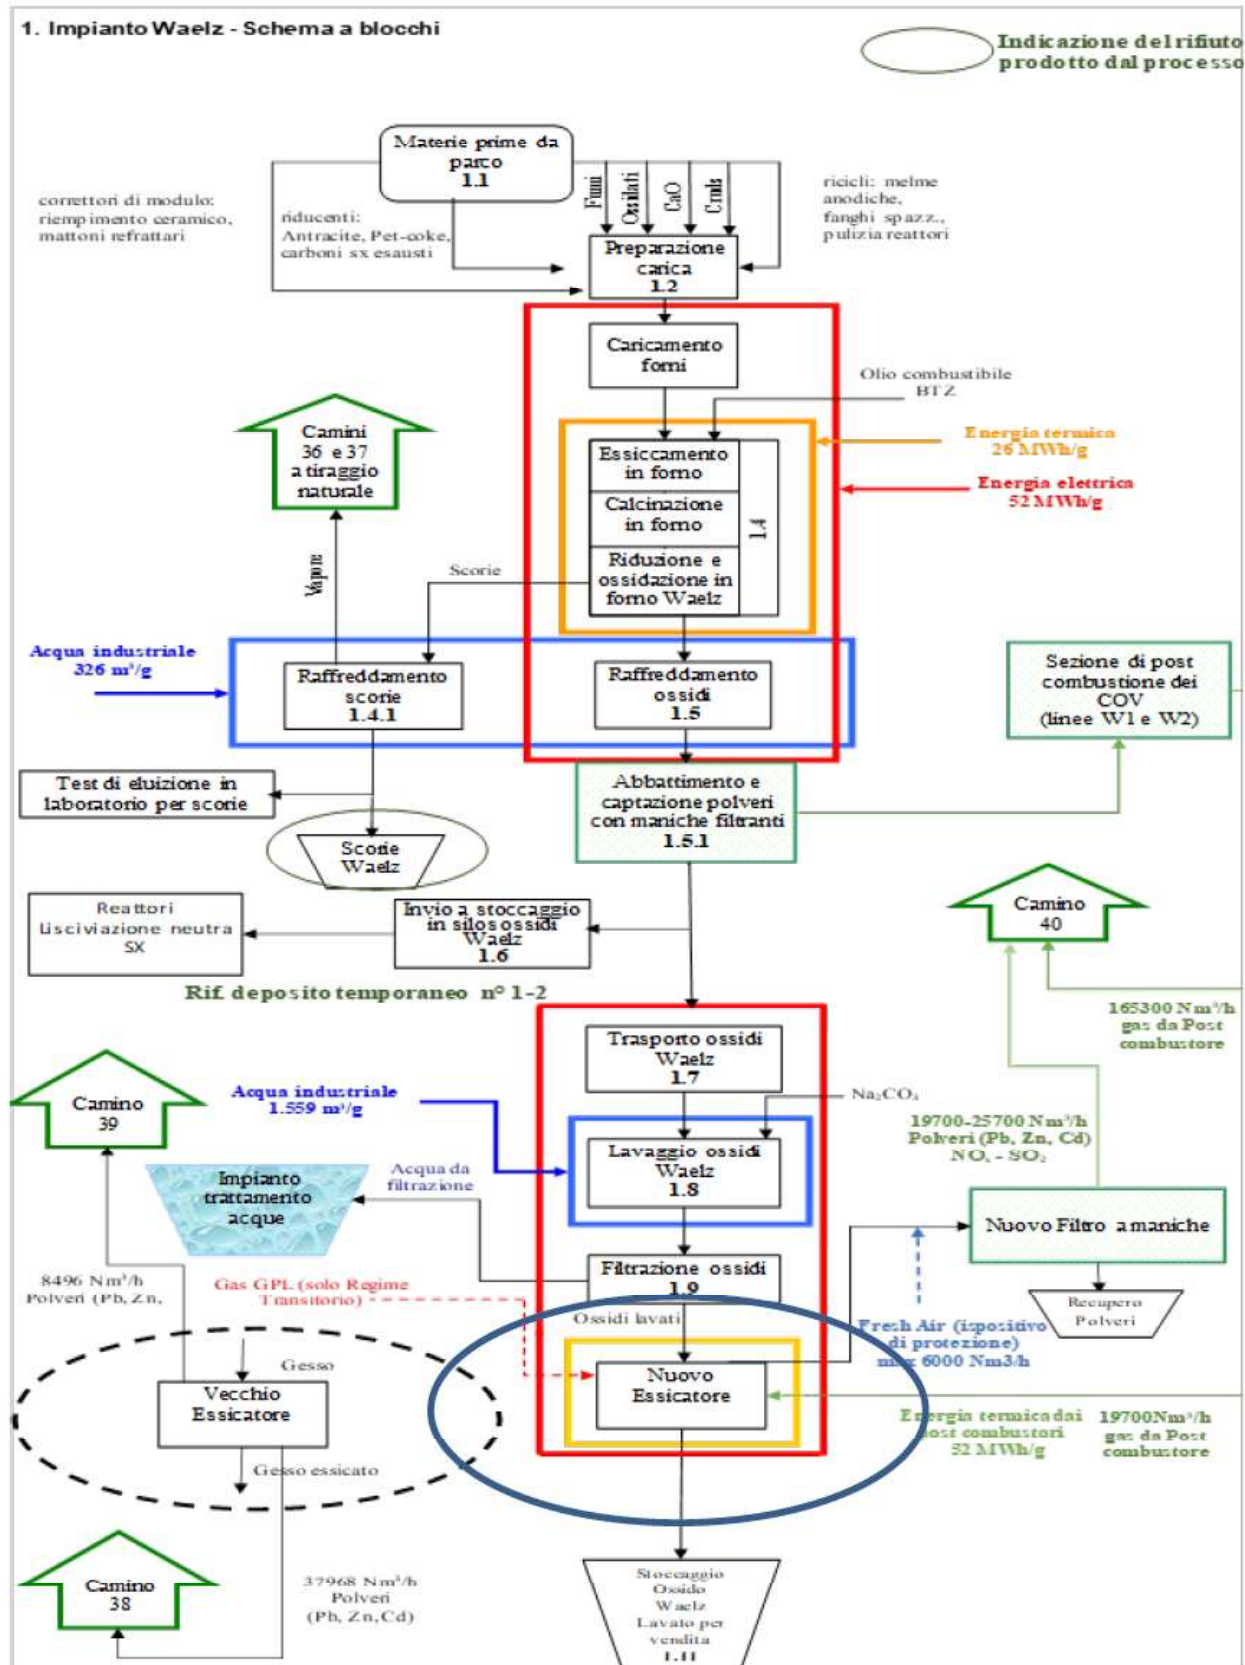 1. Impianto Waelz - Schema a blocchi
Indicazione del rifiuto
prodotto dal processo
Materie prime da
parco
1.1
correttori di modulo:
riempimento ceramico,
mattoni refrattari
riducenti:
Antracite, Pet-coke,
carboni sx esausti
Fumi
Ossidati
CaO
ricicli: melme
anodiche,
fanghi spazz.,
pulizia reattori
Preparazione
carica
1.2
Caricamento
forni
Olio combustibile
BTZ
Camini
36 e 37
a tiraggio
naturale
Essiccamento
in forno
Calcinazione
in forno
Riduzione e
ossidazione in
forno Waelz
1.4
Energia termica
26 MWh/g
Energia elettrica
52 MWh/g
Vapore
Scorie
Acqua industriale
326 m³/g
Raffreddamento
scorie
1.4.1
Raffreddamento
ossidi
1.5
Sezione di post
combustione dei
COV
(linee W1 e W2)
Test di eluizione in
laboratorio per scorie
Abbattimento e
captazione polveri
con maniche filtranti
1.5.1
Scorie
Waelz
Reattori
Lisciviazione neutra
SX
Invio a stoccaggio
in silos ossidi
Waelz
1.6
Camino
40
Rif. deposito temporaneo n° 1-2
165300 Nm³/h
gas da Post
combustore
Trasporto ossidi
Waelz
1.7
Camino
39
Acqua industriale
1.559 m³/g
Na₂CO₃
19700-25700 Nm³/h
Polveri (Pb, Zn, Cd)
NOₓ - SO₂
Lavaggio ossidi
Waelz
1.8
Impianto
trattamento
acque
Acqua da
filtrazione
Nuovo Filtro a maniche
8496 Nm³/h
Polveri (Pb, Zn,
Gas GPL (solo Regime
Transitorio)
Filtrazione ossidi
1.9
Ossidi lavati
Recupero
Polveri
Fresh Air (ispositivo
di protezione)
max 6000 Nm3/h
Gesso
Vecchio
Essicatore
Gesso essicato
Nuovo
Essicatore
Energia termica dai
post combustori
52 MWh/g
19700Nm³/h
gas da Post
combustore
Camino
38
37968 Nm³/h
Polveri
(Pb, Zn, Cd)
Stoccaggio
Ossido
Waelz
Lavato per
vendita
1.11